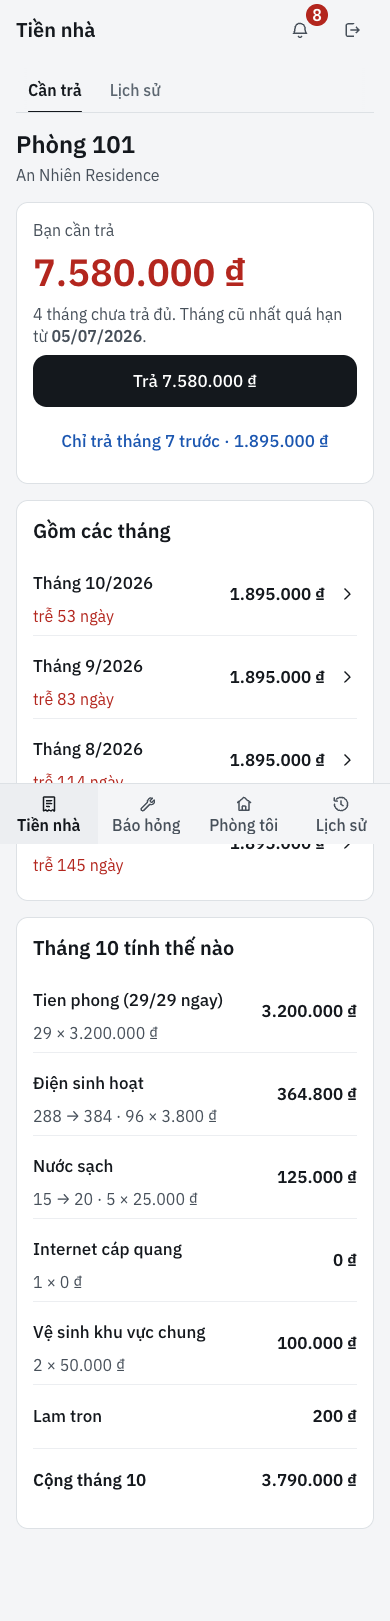 Tiền nhà
8
Cần trả
Lịch sử
Phòng 101
An Nhiên Residence
Bạn cần trả
7.580.000 ₫
4 tháng chưa trả đủ. Tháng cũ nhất quá hạn
từ 05/07/2026.
Trả 7.580.000 ₫
Chỉ trả tháng 7 trước · 1.895.000 ₫
Gồm các tháng
Tháng 10/2026
1.895.000 ₫
trễ 53 ngày
Tháng 9/2026
1.895.000 ₫
trễ 83 ngày
Tháng 8/2026
1.895.000 ₫
trễ 114 ngày
Tiền nhà
Báo hỏng
Phòng tôi
Lịch sử
1.895.000 ₫
trễ 145 ngày
Tháng 10 tính thế nào
Tien phong (29/29 ngay)
3.200.000 ₫
29 × 3.200.000 ₫
Điện sinh hoạt
364.800 ₫
288 → 384 · 96 × 3.800 ₫
Nước sạch
125.000 ₫
15 → 20 · 5 × 25.000 ₫
Internet cáp quang
0 ₫
1 × 0 ₫
Vệ sinh khu vực chung
100.000 ₫
2 × 50.000 ₫
Lam tron
200 ₫
Cộng tháng 10
3.790.000 ₫